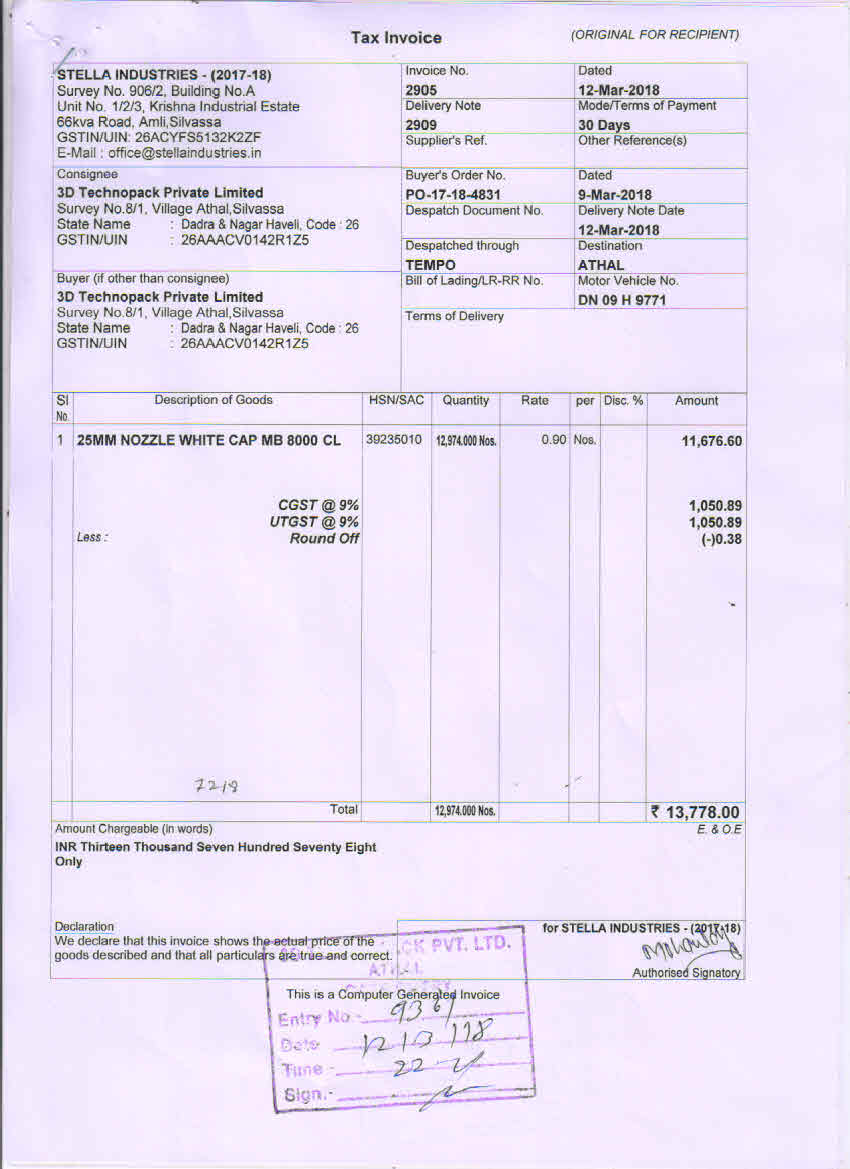 Tax Invoice
(ORIGINAL FOR RECIPIENT)
STELLA INDUSTRIES - (2017-18)
Survey No. 906/2, Building No.A
Unit No. 1/2/3, Krishna Industrial Estate
66kva Road, Amli,Silvassa
GSTIN/UIN: 26ACYFS5132K2ZF
E-Mail : office@stellaindustries.in
Invoice No.
2905
Dated
12-Mar-2018
Delivery Note
2909
Mode/Terms of Payment
30 Days
Supplier's Ref.
Other Reference(s)
Consignee
3D Technopack Private Limited
Survey No.8/1, Village Athal,Silvassa
State Name : Dadra & Nagar Haveli, Code : 26
GSTIN/UIN : 26AAACV0142R1Z5
Buyer's Order No.
PO-17-18-4831
Dated
9-Mar-2018
Despatch Document No.
Delivery Note Date
12-Mar-2018
Despatched through
TEMPO
Destination
ATHAL
Buyer (if other than consignee)
3D Technopack Private Limited
Survey No.8/1, Village Athal,Silvassa
State Name : Dadra & Nagar Haveli, Code : 26
GSTIN/UIN : 26AAACV0142R1Z5
Bill of Lading/LR-RR No.
Motor Vehicle No.
DN 09 H 9771
Terms of Delivery
Sl No. Description of Goods HSN/SAC Quantity Rate per Disc. % Amount
1 25MM NOZZLE WHITE CAP MB 8000 CL 39235010 12,974.000 Nos. 0.90 Nos. 11,676.60
CGST @ 9% 1,050.89
UTGST @ 9% 1,050.89
Less : Round Off (-)0.38
Total 12,974.000 Nos. ₹ 13,778.00
Amount Chargeable (in words) E. & O.E
INR Thirteen Thousand Seven Hundred Seventy Eight
Only
Declaration
We declare that this invoice shows the actual price of the
goods described and that all particulars are true and correct.
for STELLA INDUSTRIES - (2017-18)
Authorised Signatory
CK PVT. LTD.
This is a Computer Generated Invoice
Entry No.-
Date
Time -
Sign.-